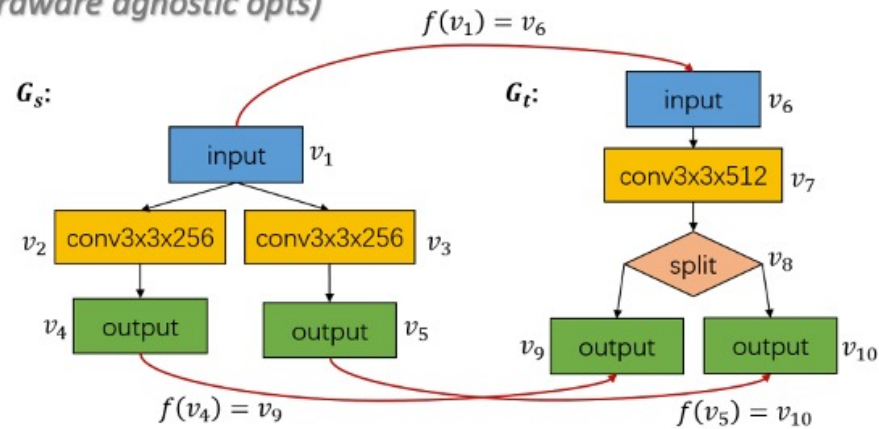 agnostic opts)
f(v₁) = v₆
Gₛ:
Gₜ:
input v₁
input v₆
conv3x3x512 v₇
v₂ conv3x3x256
conv3x3x256 v₃
split v₈
v₄ output
output v₅
v₉ output
output v₁₀
f(v₄) = v₉
f(v₅) = v₁₀